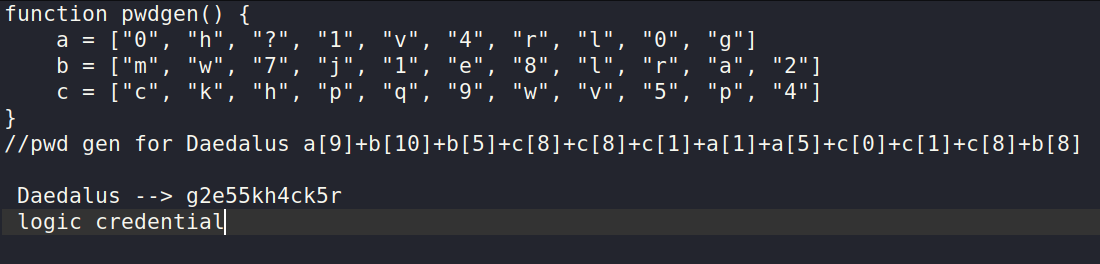 function pwdgen() {
    a = ["0", "h", "?", "1", "v", "4", "r", "l", "0", "g"]
    b = ["m", "w", "7", "j", "1", "e", "8", "l", "r", "a", "2"]
    c = ["c", "k", "h", "p", "q", "9", "w", "v", "5", "p", "4"]
}
//pwd gen for Daedalus a[9]+b[10]+b[5]+c[8]+c[8]+c[1]+a[1]+a[5]+c[0]+c[1]+c[8]+b[8]
Daedalus --> g2e55kh4ck5r
logic credential